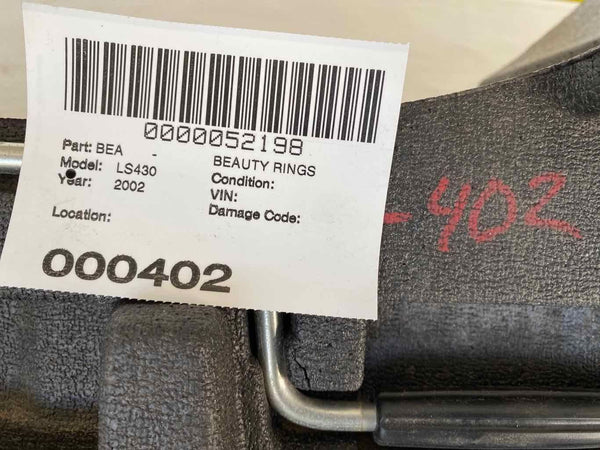 0000052198
Part: BEA - BEAUTY RINGS
Model: LS430 Condition:
Year: 2002 VIN:
Location: Damage Code:
000402
-402